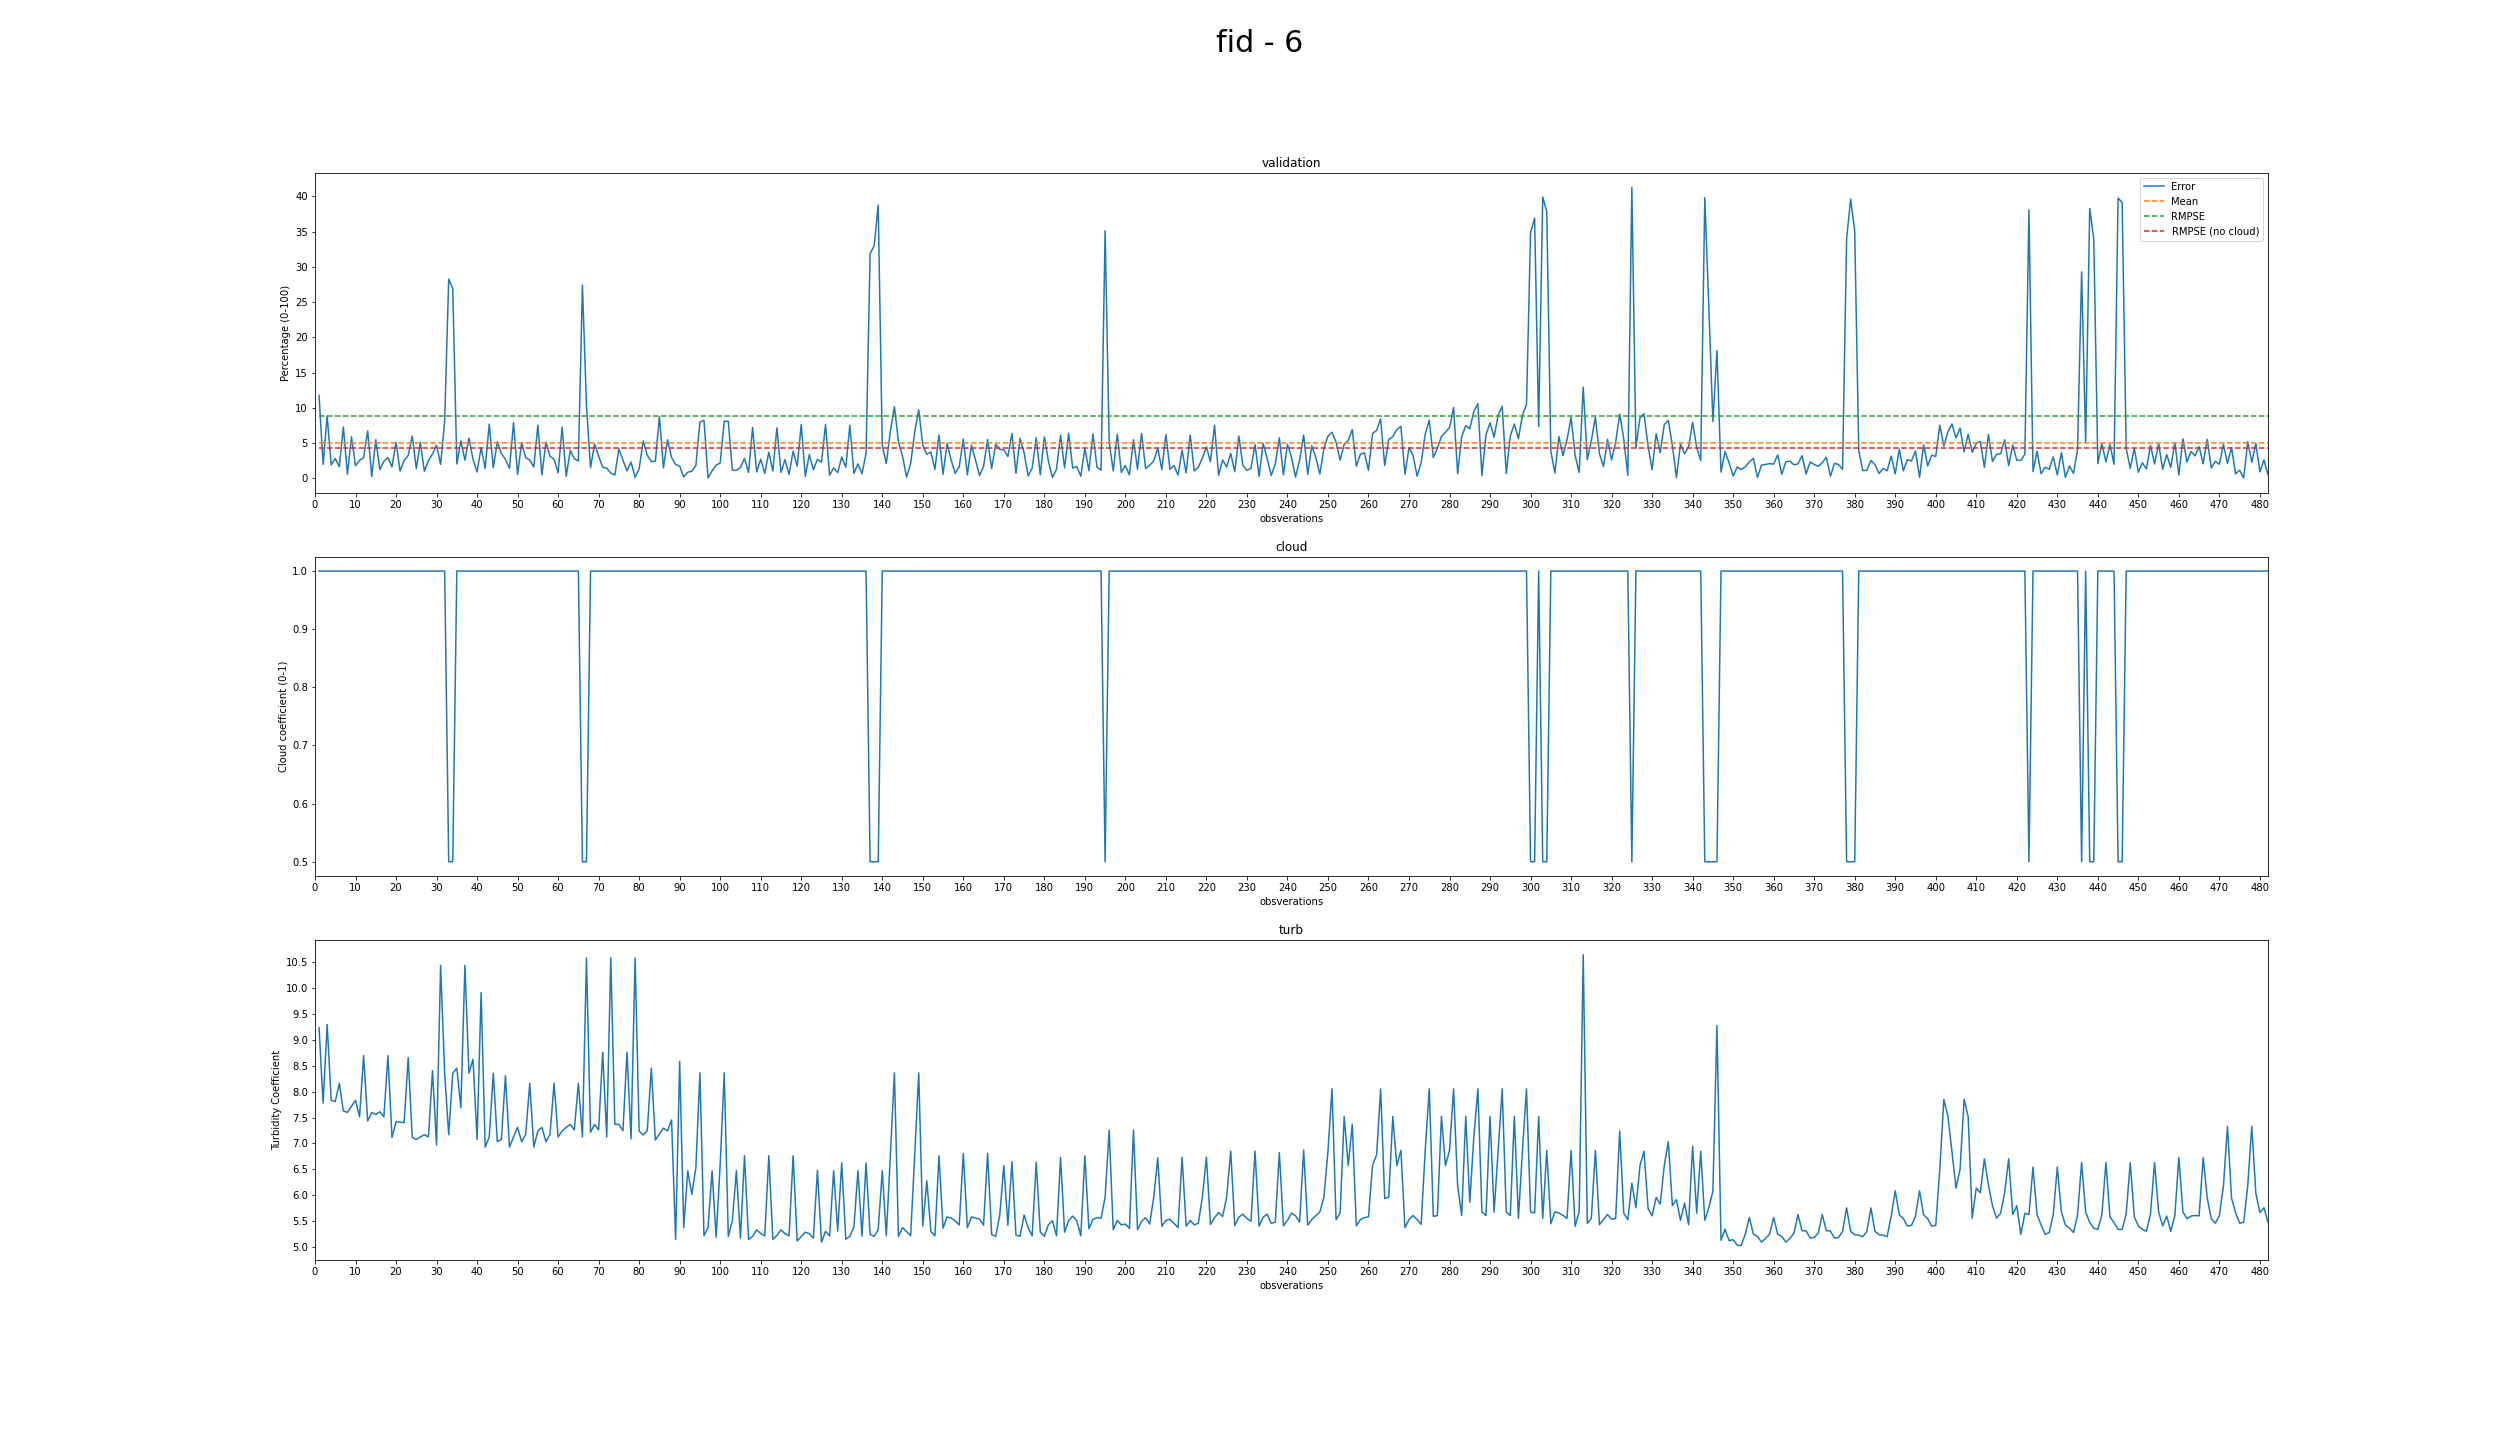 fid - 6
validation
Percentage (0-100)
40
35
30
25
20
15
10
5
0
Error
Mean
RMPSE
RMPSE (no cloud)
0 10 20 30 40 50 60 70 80 90 100 110 120 130 140 150 160 170 180 190 200 210 220 230 240 250 260 270 280 290 300 310 320 330 340 350 360 370 380 390 400 410 420 430 440 450 460 470 480
obsverations
cloud
Cloud coefficient (0-1)
1.0
0.9
0.8
0.7
0.6
0.5
0 10 20 30 40 50 60 70 80 90 100 110 120 130 140 150 160 170 180 190 200 210 220 230 240 250 260 270 280 290 300 310 320 330 340 350 360 370 380 390 400 410 420 430 440 450 460 470 480
obsverations
turb
Turbidity Coefficient
10.5
10.0
9.5
9.0
8.5
8.0
7.5
7.0
6.5
6.0
5.5
5.0
0 10 20 30 40 50 60 70 80 90 100 110 120 130 140 150 160 170 180 190 200 210 220 230 240 250 260 270 280 290 300 310 320 330 340 350 360 370 380 390 400 410 420 430 440 450 460 470 480
obsverations